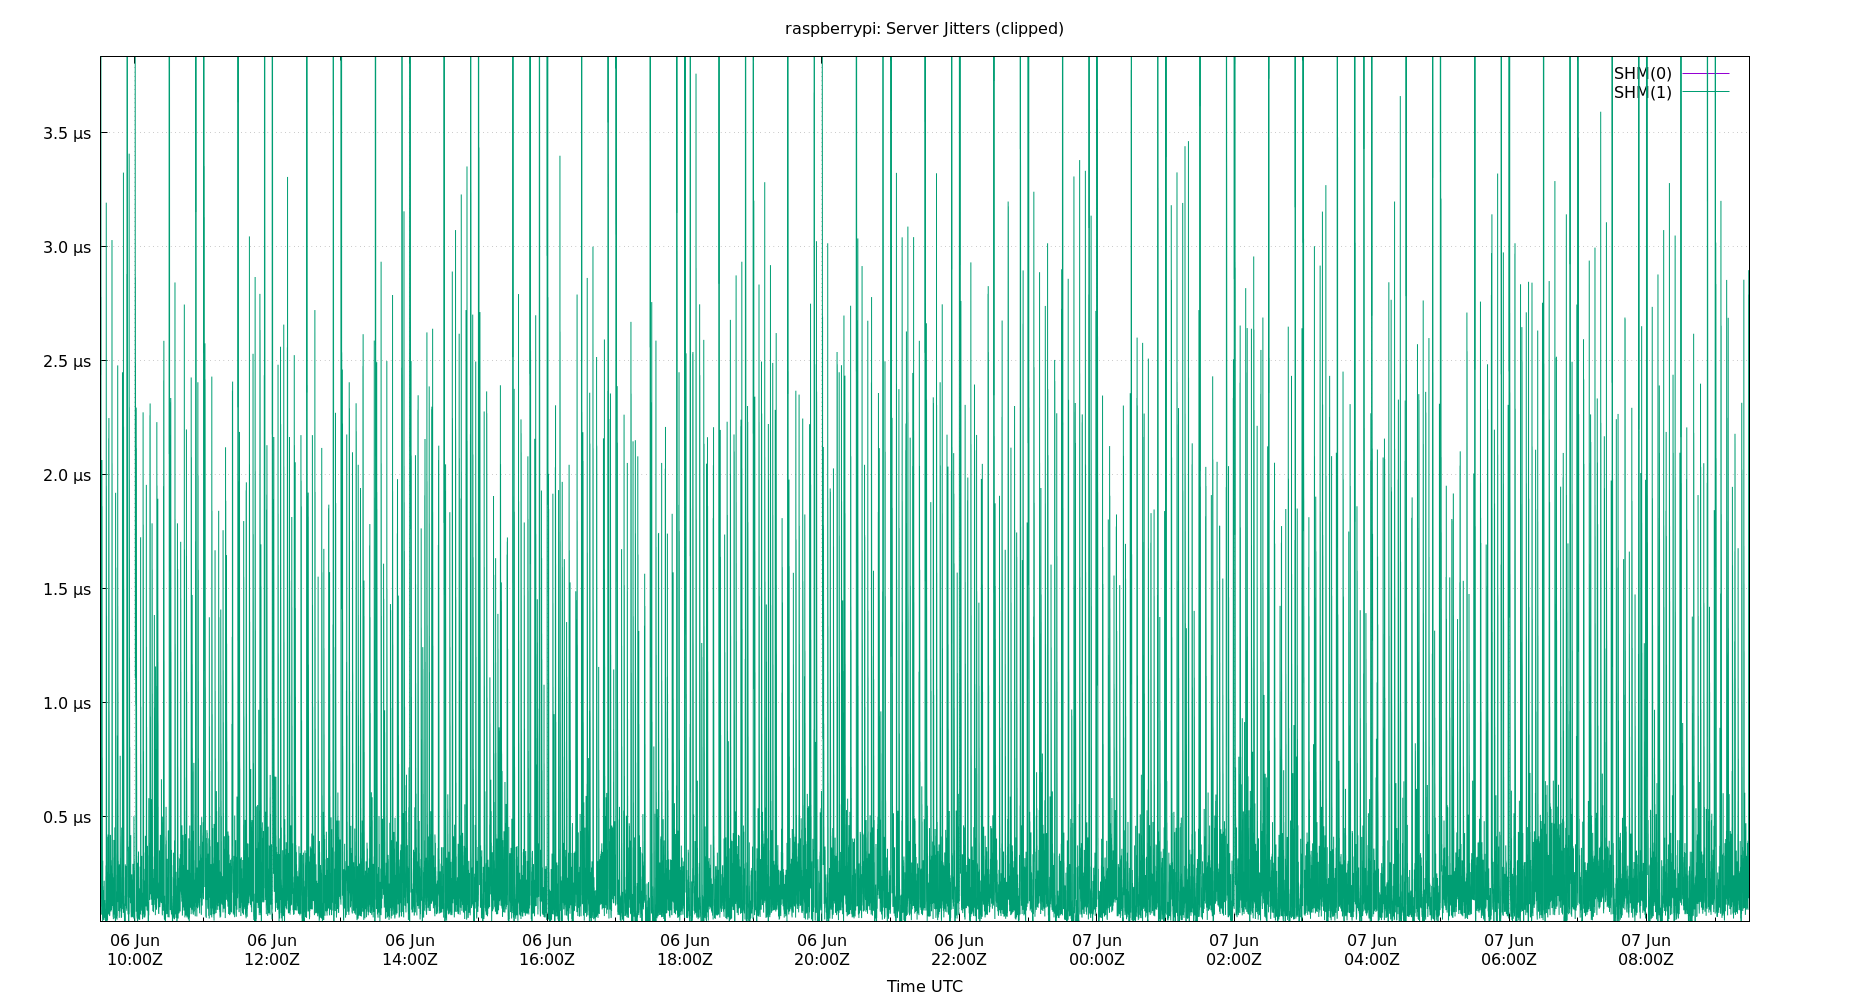 raspberrypi: Server Jitters (clipped)
SHM(0)
SHM(1)
3.5 µs
3.0 µs
2.5 µs
2.0 µs
1.5 µs
1.0 µs
0.5 µs
06 Jun 06 Jun 06 Jun 06 Jun 06 Jun 06 Jun 06 Jun 07 Jun 07 Jun 07 Jun 07 Jun 07 Jun
10:00Z 12:00Z 14:00Z 16:00Z 18:00Z 20:00Z 22:00Z 00:00Z 02:00Z 04:00Z 06:00Z 08:00Z
Time UTC